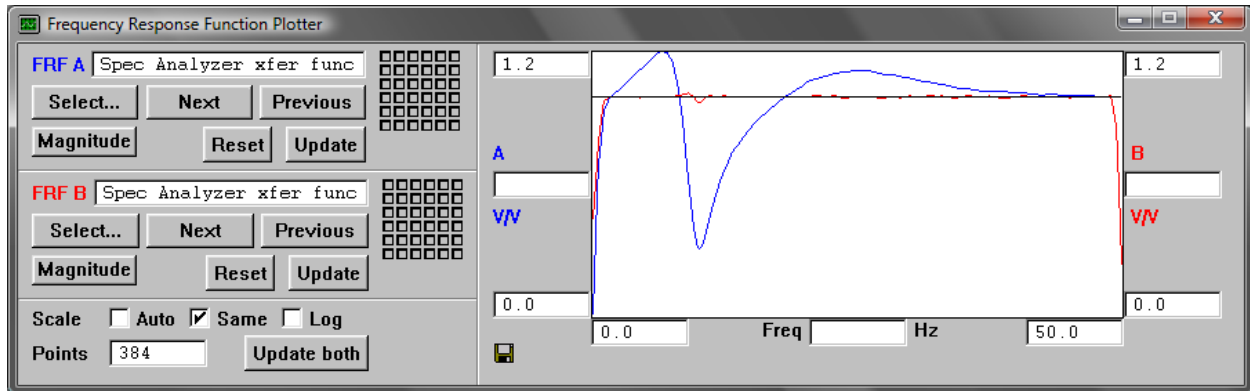 Frequency Response Function Plotter
FRF A Spec Analyzer xfer func
Select... Next Previous
Magnitude Reset Update
FRF B Spec Analyzer xfer func
Select... Next Previous
Magnitude Reset Update
Scale Auto Same Log
Points 384 Update both
1.2
A
V/V
0.0
0.0 Freq Hz 50.0
1.2
B
V/V
0.0